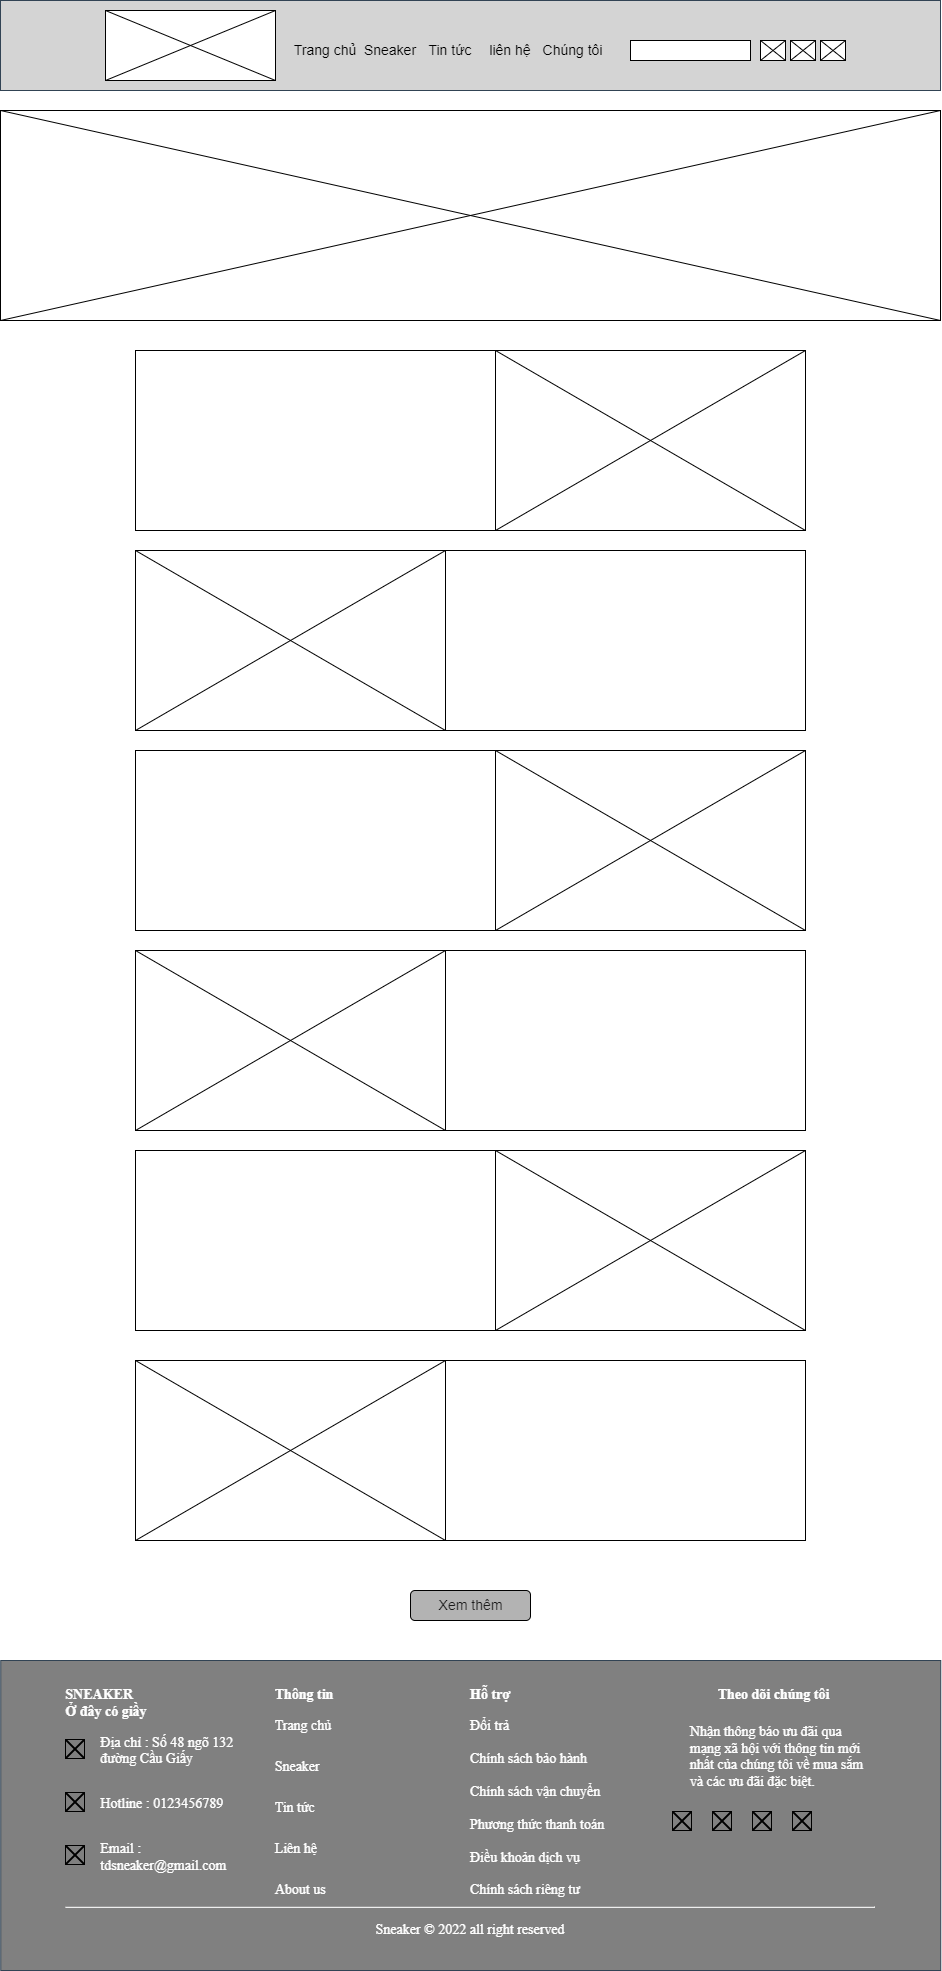 Trang chủ Sneaker Tin tức liên hệ Chúng tôi
Xem thêm
SNEAKER
Ở đây có giầy
Địa chỉ : Số 48 ngõ 132
đường Cầu Giấy
Hotline : 0123456789
Email :
tdsneaker@gmail.com
Thông tin
Trang chủ
Sneaker
Tin tức
Liên hệ
About us
Hỗ trợ
Đổi trả
Chính sách bảo hành
Chính sách vận chuyển
Phương thức thanh toán
Điều khoản dịch vụ
Chính sách riêng tư
Theo dõi chúng tôi
Nhận thông báo ưu đãi qua
mạng xã hội với thông tin mới
nhất của chúng tôi về mua sắm
và các ưu đãi đặc biệt.
Sneaker © 2022 all right reserved